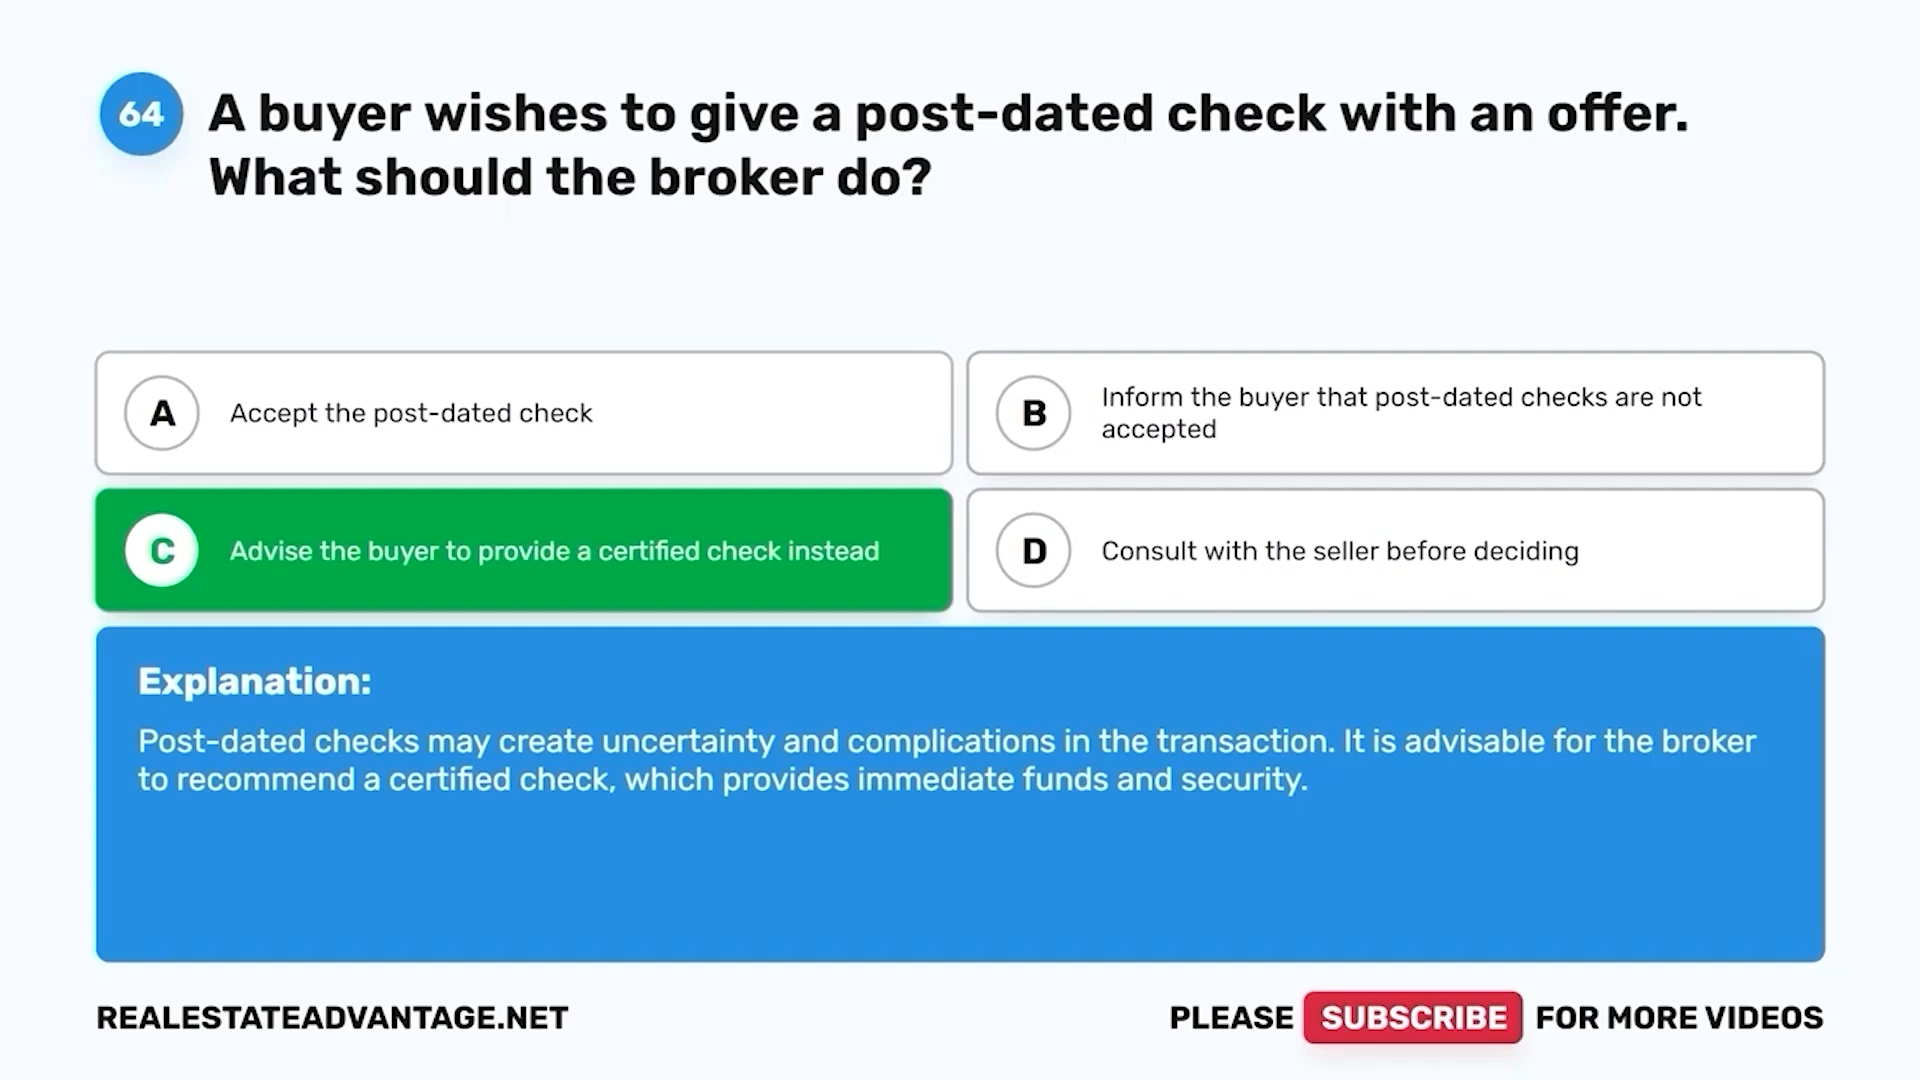 64
A buyer wishes to give a post-dated check with an offer.
What should the broker do?
A
Accept the post-dated check
B
Inform the buyer that post-dated checks are not
accepted
C
Advise the buyer to provide a certified check instead
D
Consult with the seller before deciding
Explanation:
Post-dated checks may create uncertainty and complications in the transaction. It is advisable for the broker
to recommend a certified check, which provides immediate funds and security.
REALESTATEADVANTAGE.NET
PLEASE SUBSCRIBE FOR MORE VIDEOS